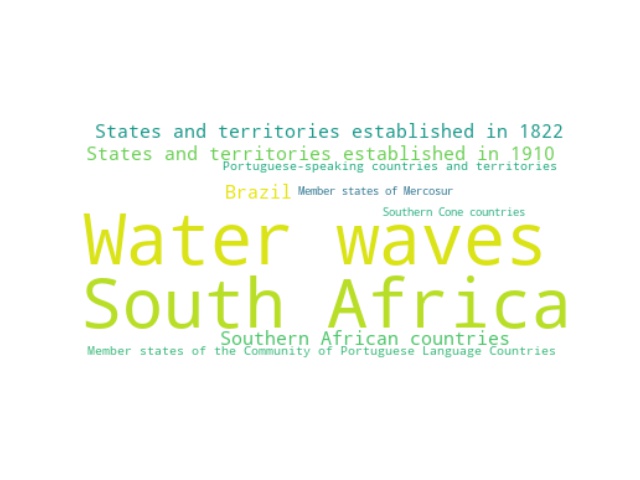 States and territories established in 1822
States and territories established in 1910
Portuguese-speaking countries and territories
Brazil
Member states of Mercosur
Southern Cone countries
Water waves
South Africa
Southern African countries
Member states of the Community of Portuguese Language Countries